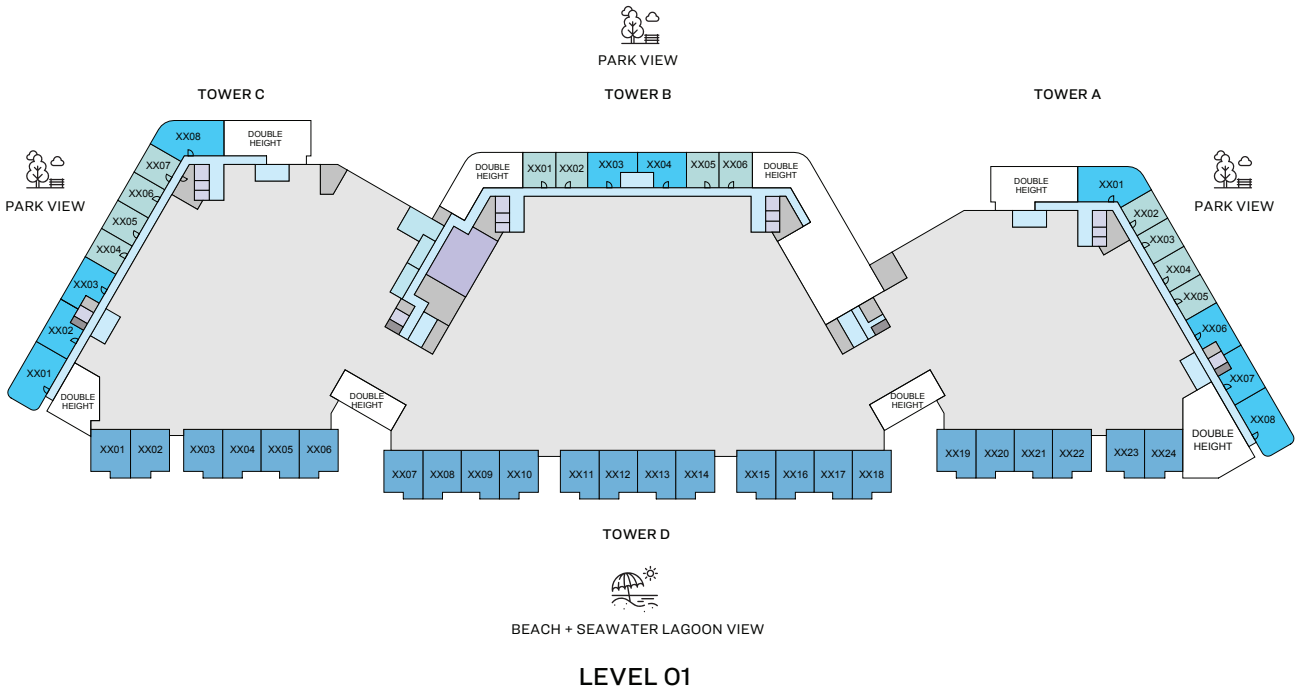 PARK VIEW
TOWER C
TOWER B
TOWER A
PARK VIEW
PARK VIEW
XX08
DOUBLE
HEIGHT
XX07
XX06
XX05
XX04
XX03
XX02
XX01
DOUBLE
HEIGHT
DOUBLE
HEIGHT
XX01
XX02
XX03
XX04
XX05
XX06
DOUBLE
HEIGHT
DOUBLE
HEIGHT
XX01
XX02
XX03
XX04
XX05
XX06
XX07
XX08
DOUBLE
HEIGHT
DOUBLE
HEIGHT
DOUBLE
HEIGHT
XX01
XX02
XX03
XX04
XX05
XX06
XX07
XX08
XX09
XX10
XX11
XX12
XX13
XX14
XX15
XX16
XX17
XX18
XX19
XX20
XX21
XX22
XX23
XX24
TOWER D
BEACH + SEAWATER LAGOON VIEW
LEVEL 01